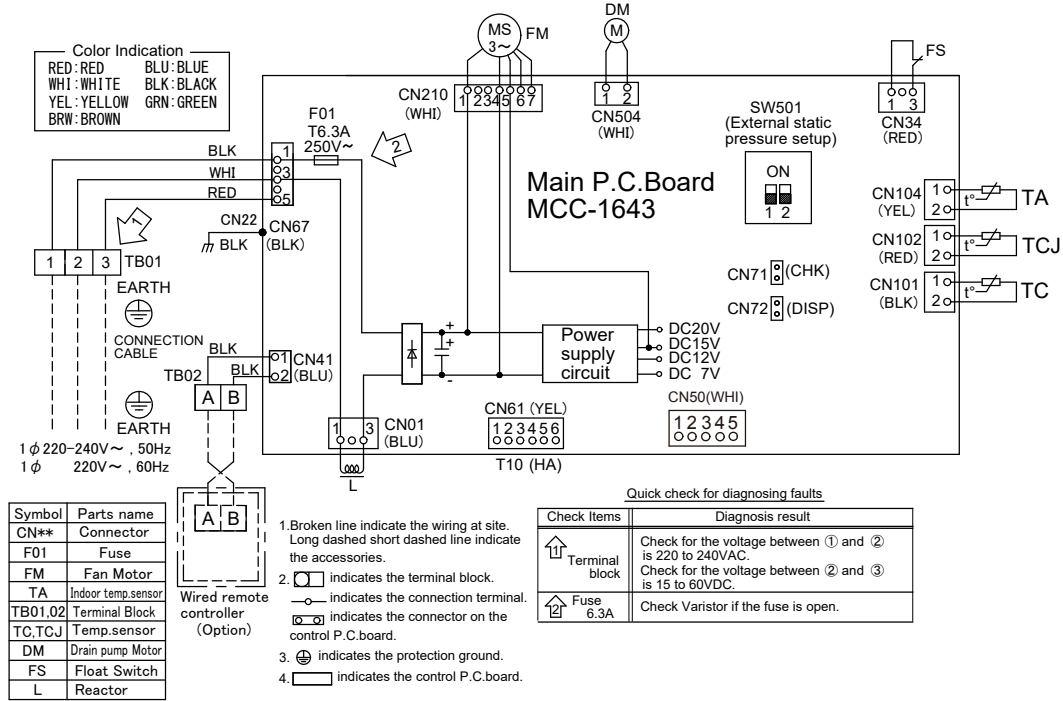 DM
M
MS
3～
FM
FS
Color Indication
RED:RED BLU:BLUE
WHI:WHITE BLK:BLACK
YEL:YELLOW GRN:GREEN
BRW:BROWN
CN210
(WHI)
1 2 3 4 5 6 7
1 2
CN504
(WHI)
1 3
CN34
(RED)
F01
T6.3A
250V～
2
SW501
(External static
pressure setup)
ON
1 2
Main P.C.Board
MCC-1643
BLK
WHI
RED
1
3
5
CN22
BLK
CN67
(BLK)
1
1 2 3 TB01
CN104
(YEL)
1
2
t°
TA
CN102
(RED)
1
2
t°
TCJ
CN101
(BLK)
1
2
t°
TC
CN71 (CHK)
CN72 (DISP)
EARTH
CONNECTION
CABLE
BLK
BLK
1
2
CN41
(BLU)
TB02
A B
+
+
-
Power
supply
circuit
DC20V
DC15V
DC12V
DC 7V
EARTH
1φ220-240V～, 50Hz
1φ 220V～, 60Hz
1 3
CN01
(BLU)
L
CN61 (YEL)
1 2 3 4 5 6
T10 (HA)
CN50(WHI)
1 2 3 4 5
A B
Wired remote
controller
(Option)
Symbol Parts name
CN** Connector
F01 Fuse
FM Fan Motor
TA Indoor temp.sensor
TB01,02 Terminal Block
TC,TCJ Temp.sensor
DM Drain pump Motor
FS Float Switch
L Reactor
1.Broken line indicate the wiring at site.
Long dashed short dashed line indicate
the accessories.
2. indicates the terminal block.
indicates the connection terminal.
indicates the connector on the
control P.C.board.
3. indicates the protection ground.
4. indicates the control P.C.board.
Quick check for diagnosing faults
Check Items Diagnosis result
1 Terminal
block
Check for the voltage between ① and ②
is 220 to 240VAC.
Check for the voltage between ② and ③
is 15 to 60VDC.
2 Fuse
6.3A
Check Varistor if the fuse is open.